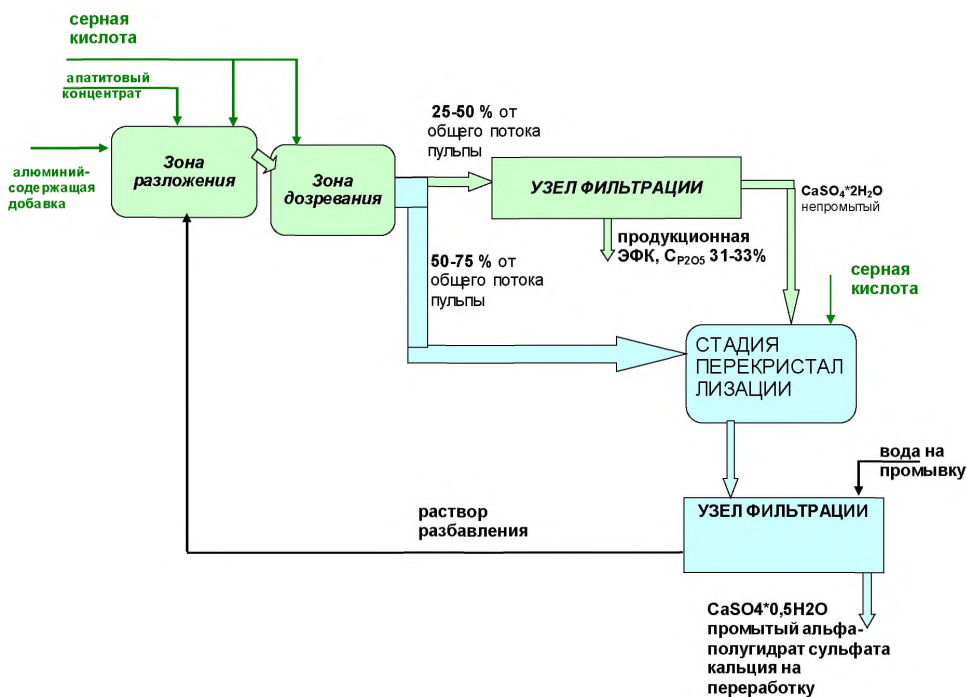 серная
кислота
апатитовый
концентрат
алюминий-
содержащая
добавка
Зона
разложения
Зона
дозревания
25-50 % от
общего потока
пульпы
УЗЕЛ ФИЛЬТРАЦИИ
CaSO₄*2H₂O
непромытый
продукционная
ЭФК, Cₚ₂ₒ₅ 31-33%
50-75 % от
общего потока
пульпы
серная
кислота
СТАДИЯ
ПЕРЕКРИСТАЛ
ЛИЗАЦИИ
вода на
промывку
УЗЕЛ ФИЛЬТРАЦИИ
раствор
разбавления
CaSO4*0,5H2O
промытый альфа-
полугидрат сульфата
кальция на
переработку